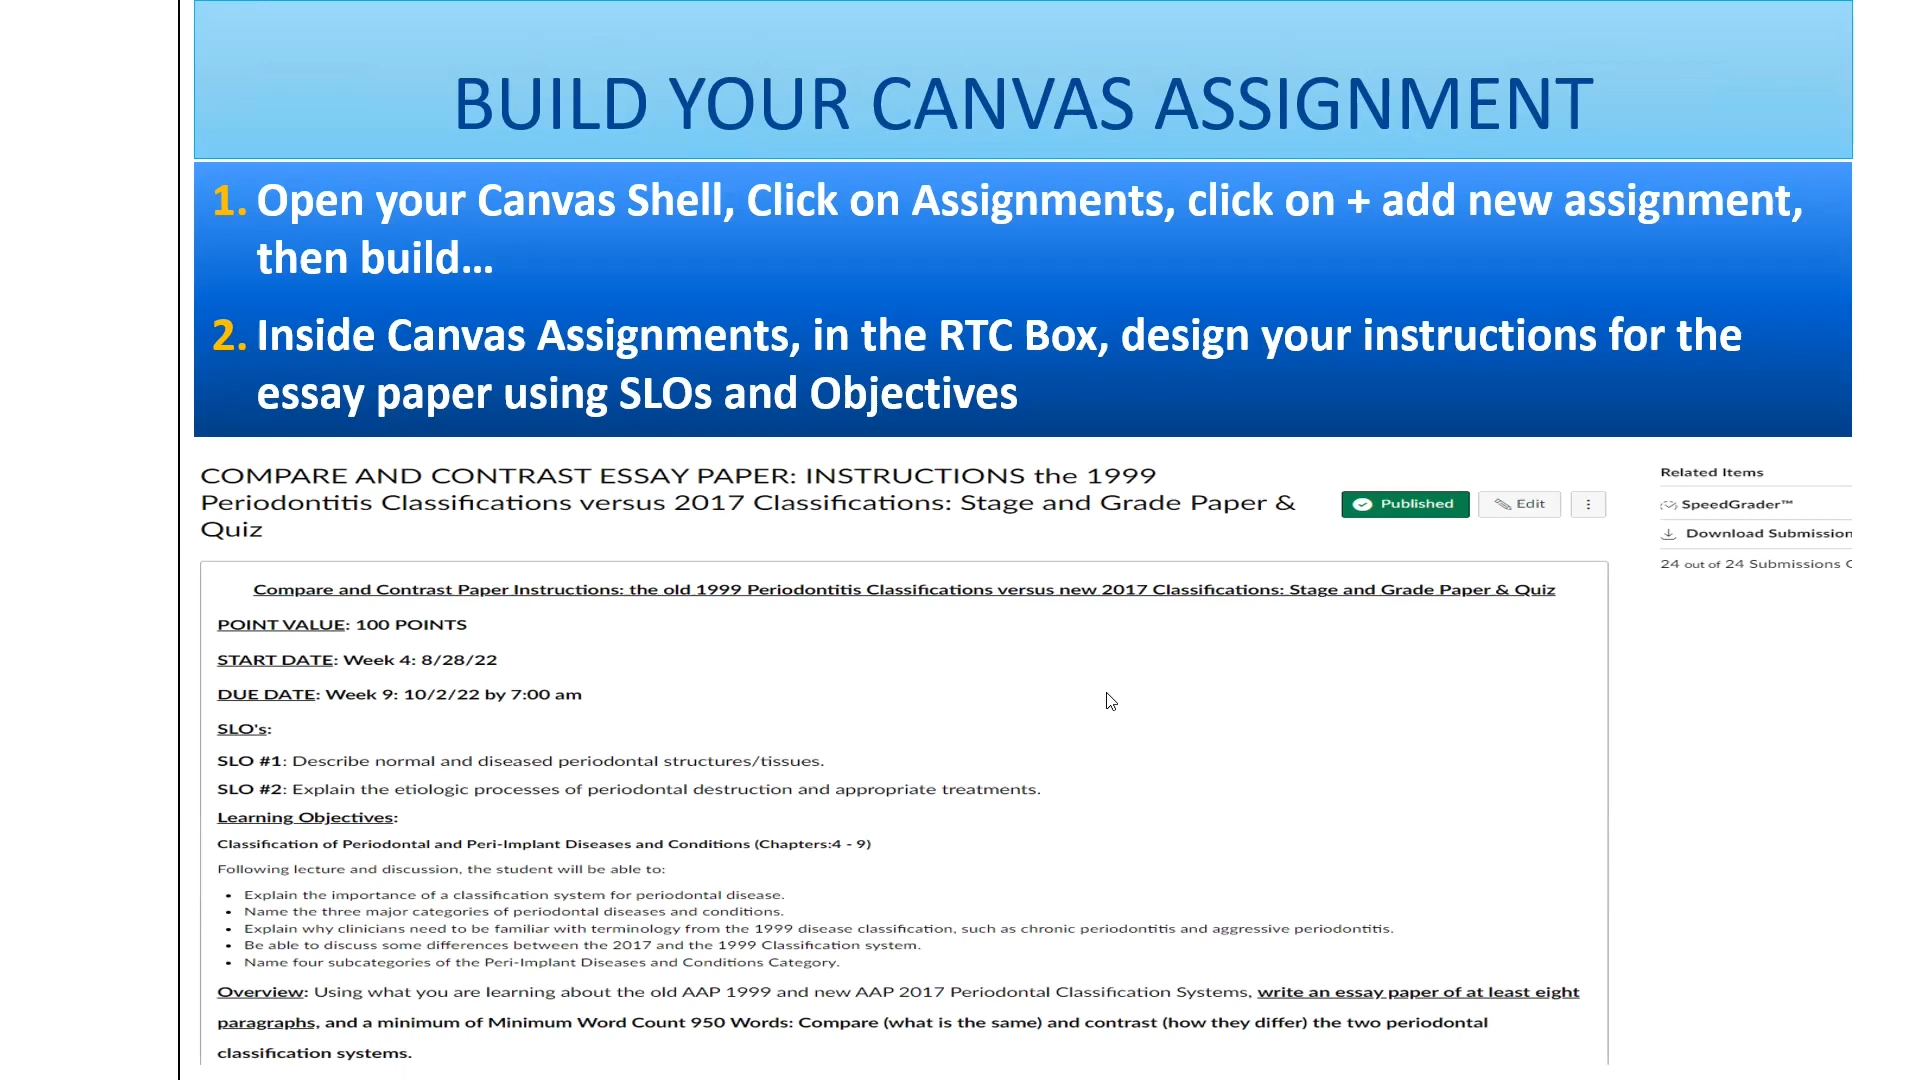 BUILD YOUR CANVAS ASSIGNMENT
1. Open your Canvas Shell, Click on Assignments, click on + add new assignment,
then build...
2. Inside Canvas Assignments, in the RTC Box, design your instructions for the
essay paper using SLOs and Objectives
COMPARE AND CONTRAST ESSAY PAPER: INSTRUCTIONS the 1999
Periodontitis Classifications versus 2017 Classifications: Stage and Grade Paper &
Quiz
Published
Edit
Related Items
SpeedGrader™
Download Submission
24 out of 24 Submissions
Compare and Contrast Paper Instructions: the old 1999 Periodontitis Classifications versus new 2017 Classifications: Stage and Grade Paper & Quiz
POINT VALUE: 100 POINTS
START DATE: Week 4: 8/28/22
DUE DATE: Week 9: 10/2/22 by 7:00 am
SLO's:
SLO #1: Describe normal and diseased periodontal structures/tissues.
SLO #2: Explain the etiologic processes of periodontal destruction and appropriate treatments.
Learning Objectives:
Classification of Periodontal and Peri-Implant Diseases and Conditions (Chapters:4 - 9)
Following lecture and discussion, the student will be able to:
• Explain the importance of a classification system for periodontal disease.
• Name the three major categories of periodontal diseases and conditions.
• Explain why clinicians need to be familiar with terminology from the 1999 disease classification, such as chronic periodontitis and aggressive periodontitis.
• Be able to discuss some differences between the 2017 and the 1999 Classification system.
• Name four subcategories of the Peri-Implant Diseases and Conditions Category.
Overview: Using what you are learning about the old AAP 1999 and new AAP 2017 Periodontal Classification Systems, write an essay paper of at least eight
paragraphs, and a minimum of Minimum Word Count 950 Words: Compare (what is the same) and contrast (how they differ) the two periodontal
classification systems.